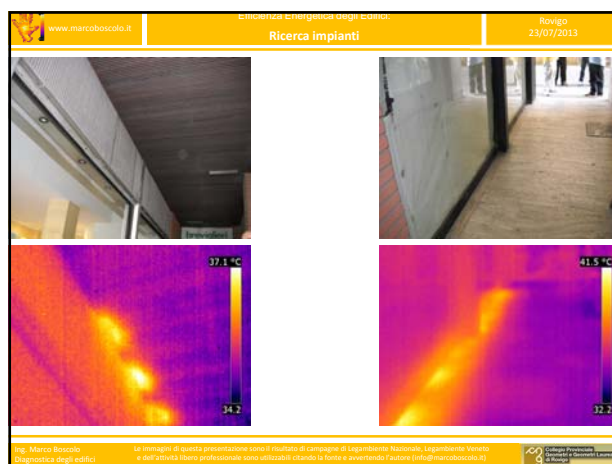 www.marcoboscolo.it
Efficienza Energetica degli Edifici:
Ricerca impianti
Rovigo
23/07/2013
37.1 °C
34.2
41.5 °C
32.2
Ing. Marco Boscolo
Diagnostica degli edifici
Le immagini di questa presentazione sono il risultato di campagne di Legambiente Nazionale, Legambiente Veneto
e dell'attività libero professionale sono utilizzabili citando la fonte e avvertendo l'autore (info@marcoboscolo.it)
Collegio Provinciale
Geometri e Geometri Laureati
di Rovigo